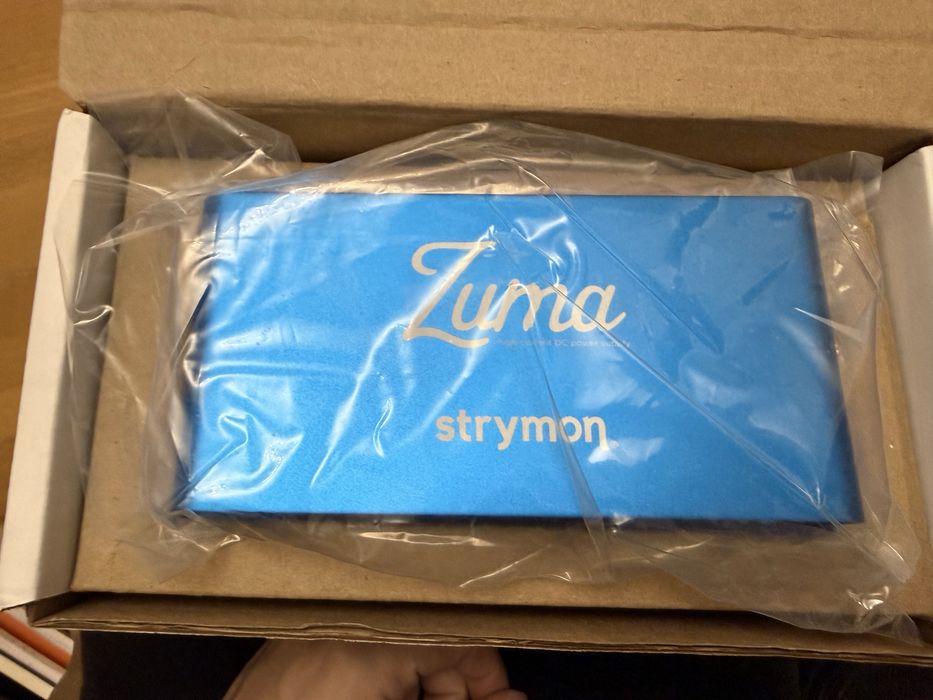 Zuma
high current DC power supply
strymon